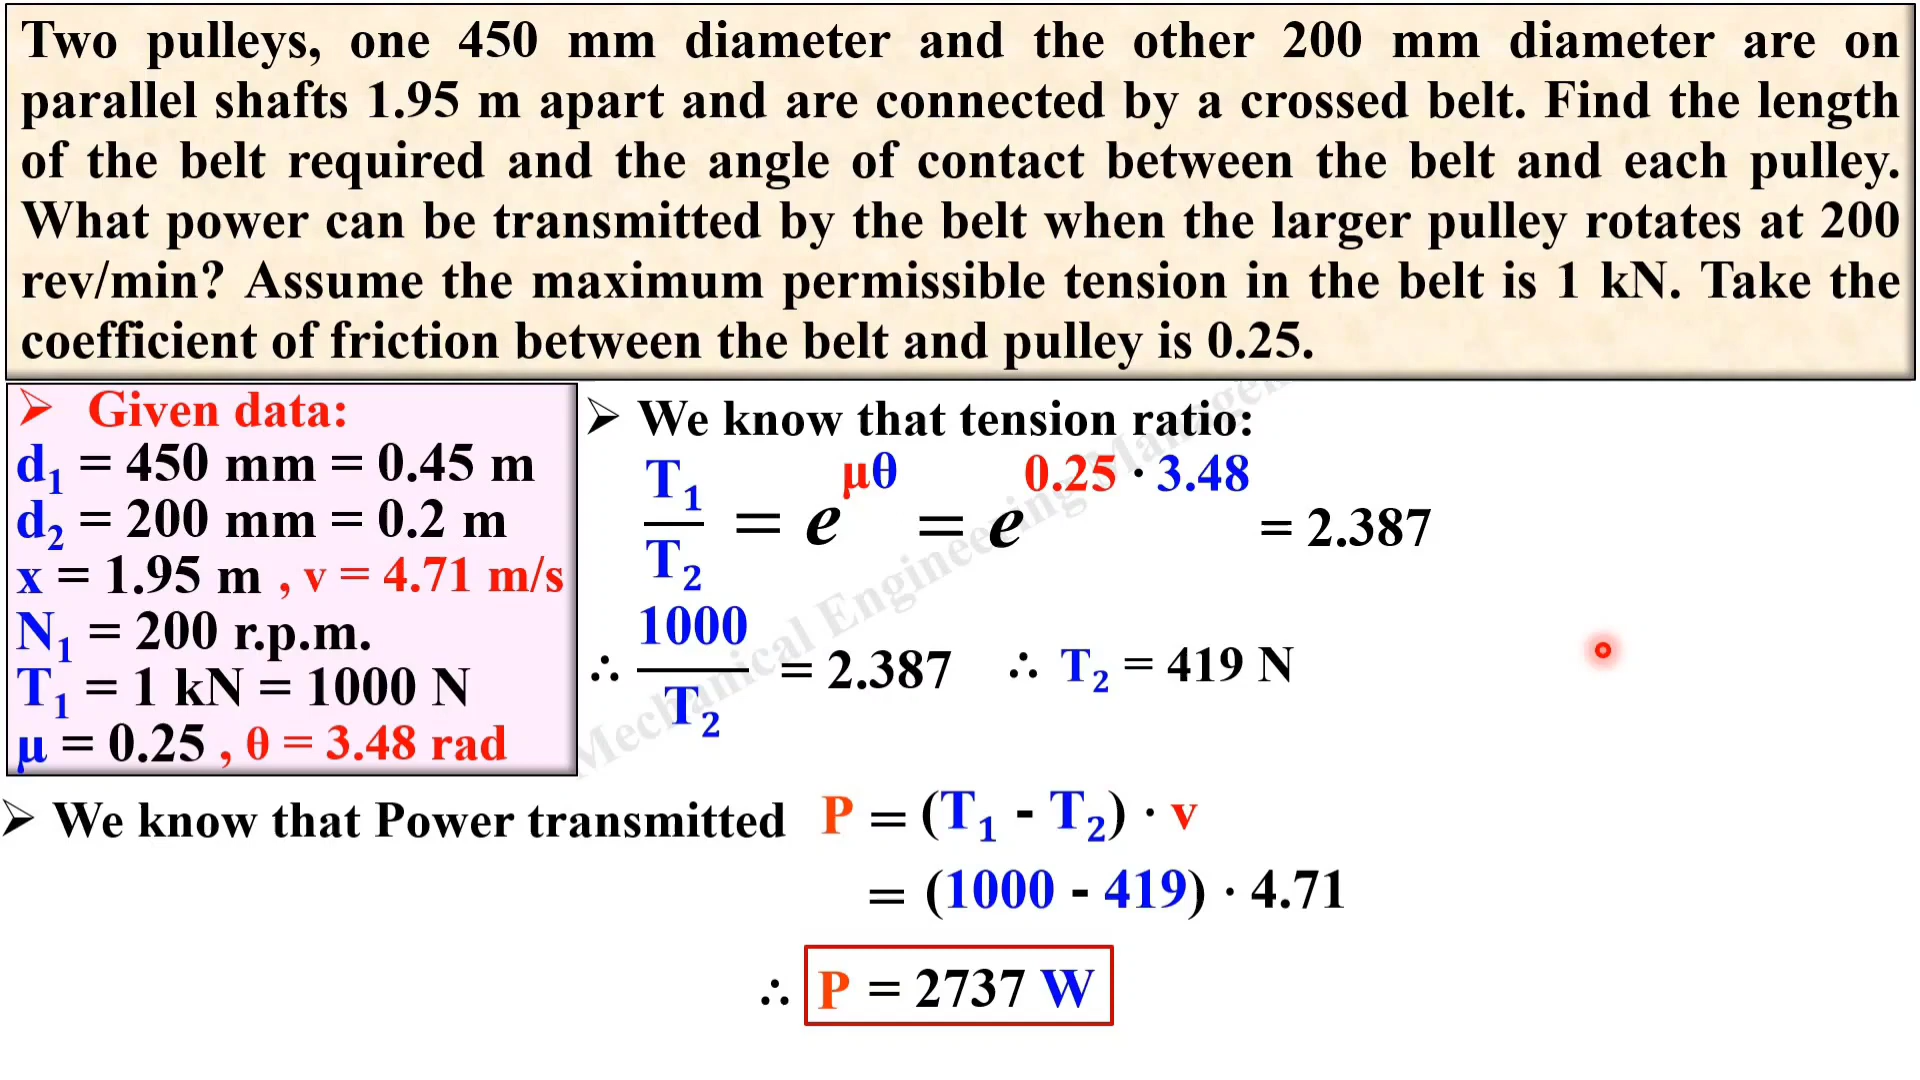 Two pulleys, one 450 mm diameter and the other 200 mm diameter are on
parallel shafts 1.95 m apart and are connected by a crossed belt. Find the length
of the belt required and the angle of contact between the belt and each pulley.
What power can be transmitted by the belt when the larger pulley rotates at 200
rev/min? Assume the maximum permissible tension in the belt is 1 kN. Take the
coefficient of friction between the belt and pulley is 0.25.
➢ Given data:
d₁ = 450 mm = 0.45 m
d₂ = 200 mm = 0.2 m
x = 1.95 m , v = 4.71 m/s
N₁ = 200 r.p.m.
T₁ = 1 kN = 1000 N
μ = 0.25 , θ = 3.48 rad
➢ We know that tension ratio:
T₁/T₂ = e^μθ = e^0.25 · 3.48 = 2.387
∴ 1000/T₂ = 2.387 ∴ T₂ = 419 N
➢ We know that Power transmitted P = (T₁ - T₂) · v
= (1000 - 419) · 4.71
∴ P = 2737 W
Mechanical Engineering Managem